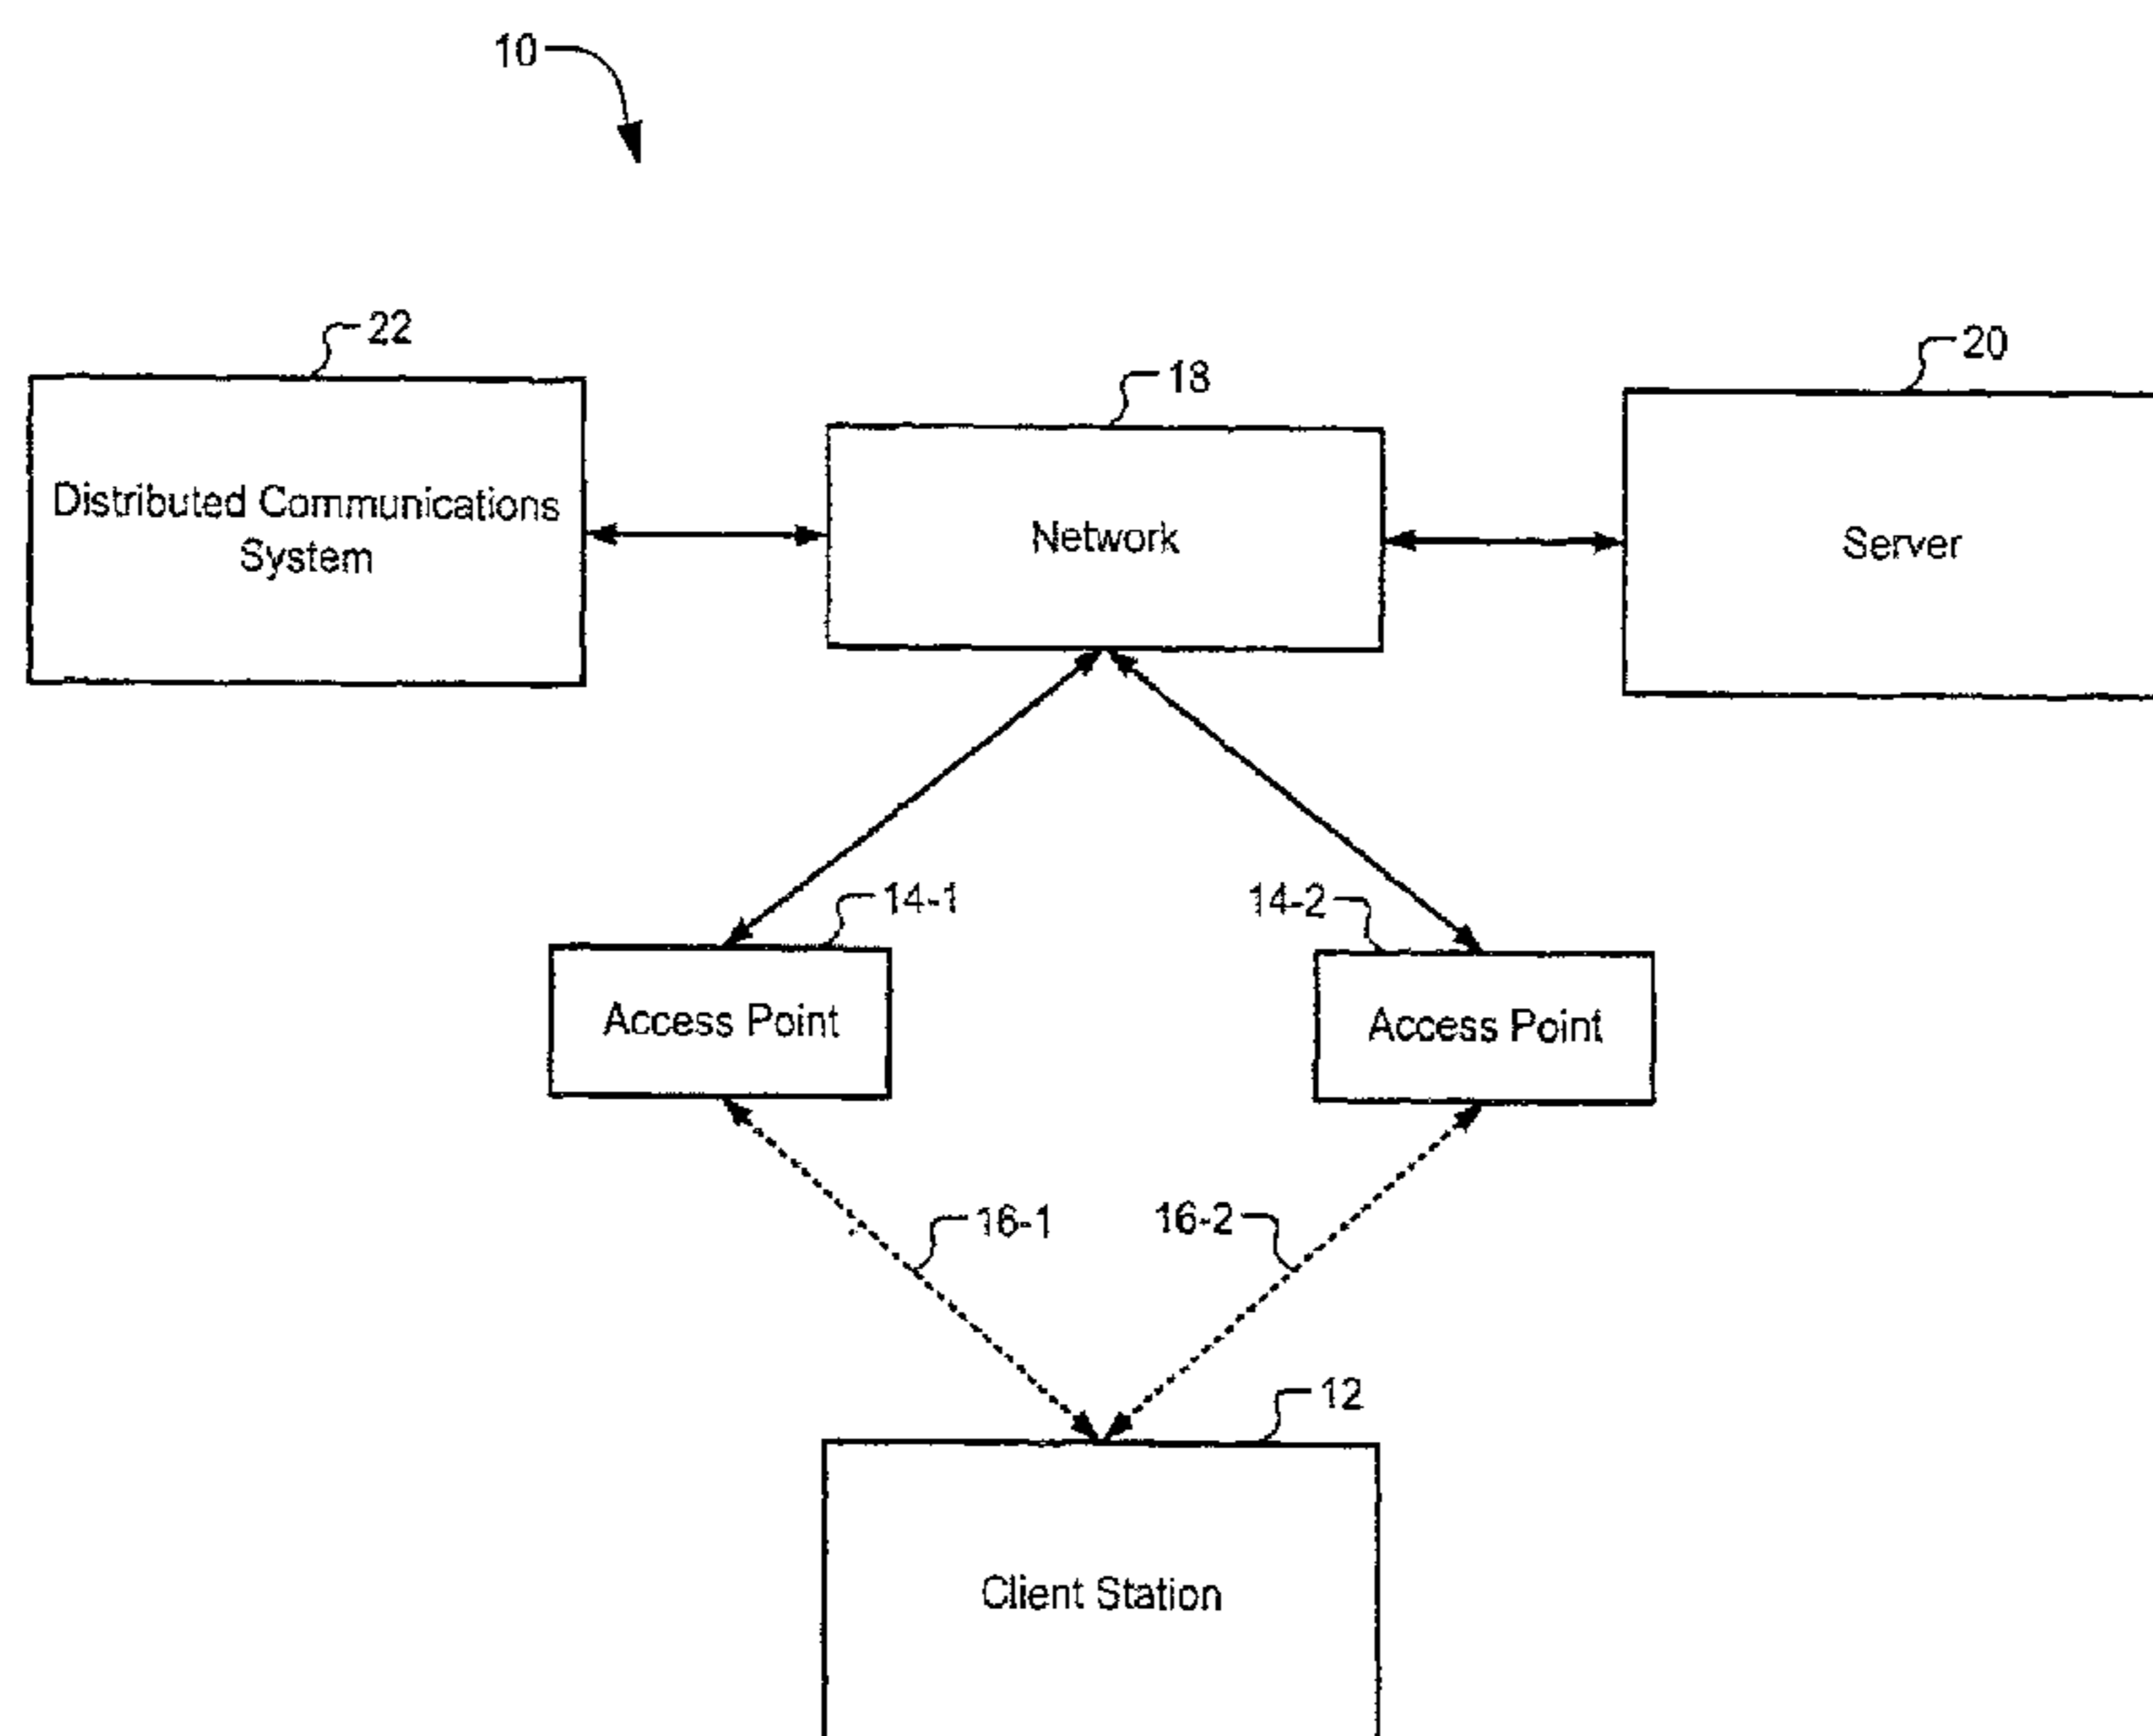 10
22
18
20
Distributed Communications
System
Network
Server
14-1
14-2
Access Point
Access Point
16-1
16-2
12
Client Station